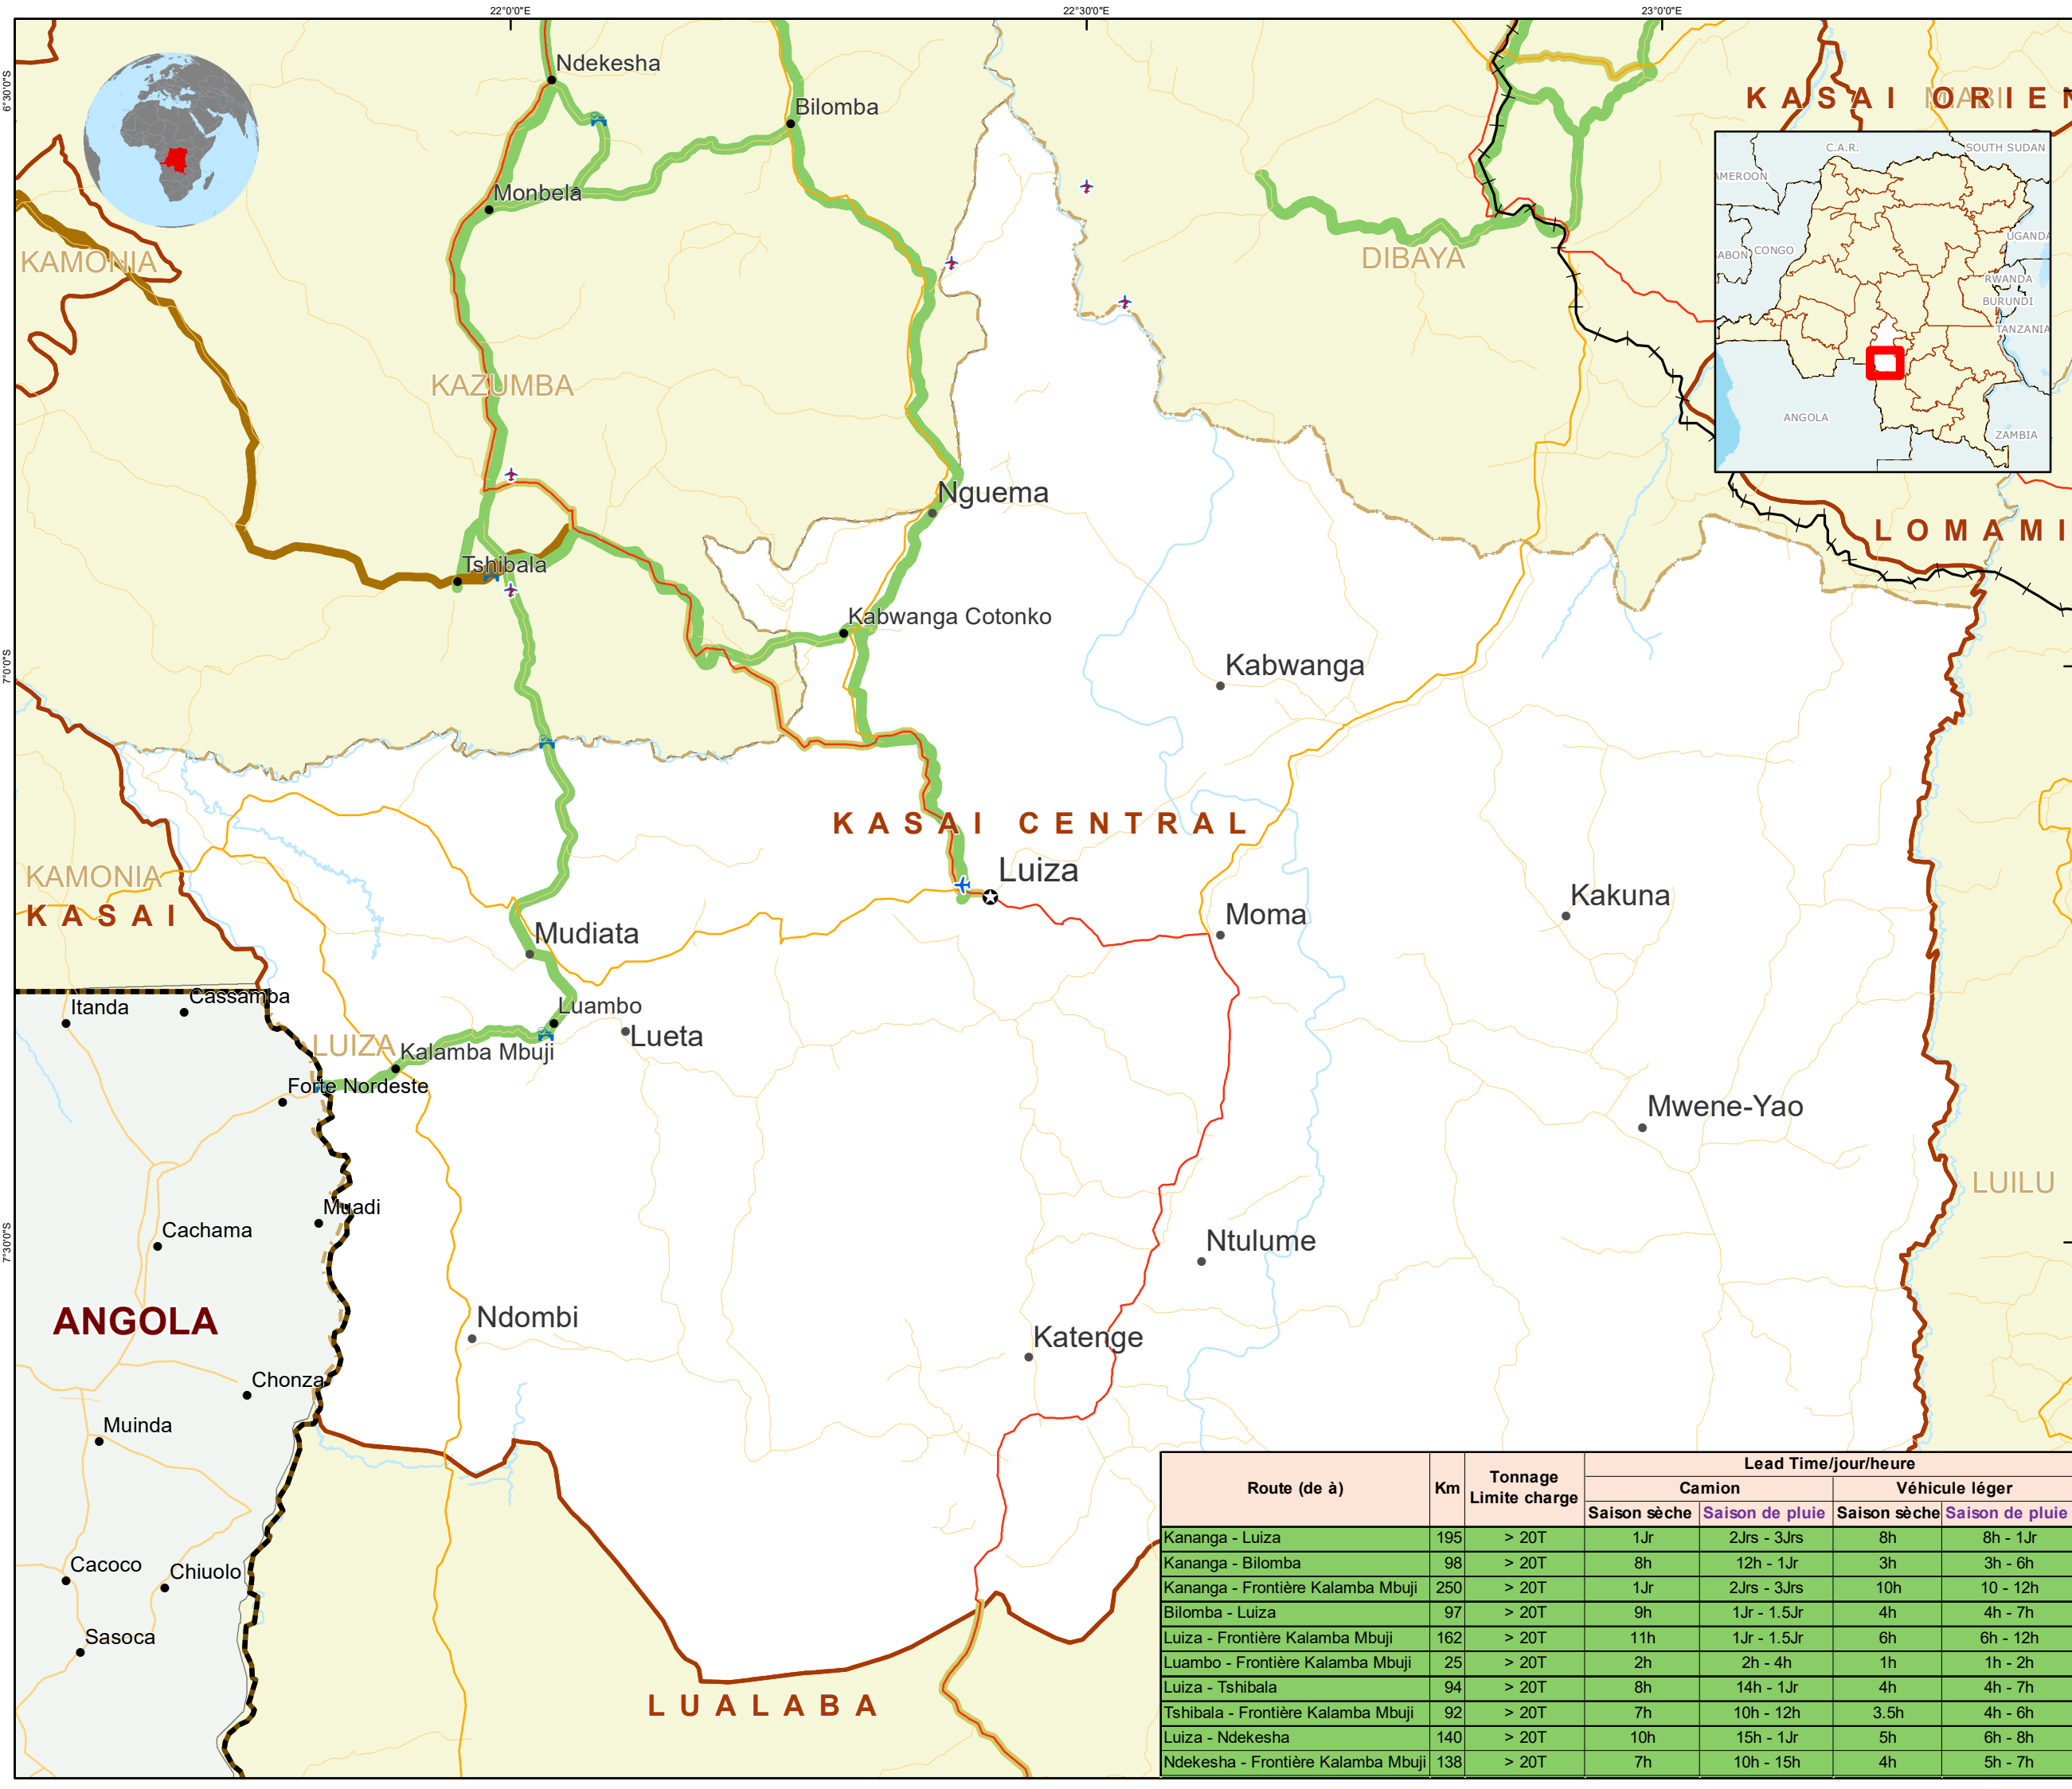 22°0'0"E
22°30'0"E
23°0'0"E
6°30'0"S
7°0'0"S
7°30'0"S
Ndekesha
Bilomba
KASAI ORIEN
MIABI
C.A.R.
SOUTH SUDAN
AMEROON
UGANDA
ABON
CONGO
RWANDA
BURUNDI
TANZANIA
ANGOLA
ZAMBIA
Monbela
KAMONIA
DIBAYA
KAZUMBA
Nguema
LOMAMI
Tshibala
Kabwanga Cotonko
Kabwanga
KASAI CENTRAL
Luiza
KAMONIA
KASAI
Kakuna
Moma
Mudiata
Cassamba
Itanda
Luambo
Lueta
LUIZA
Kalamba Mbuji
Forte Nordeste
Mwene-Yao
LUILU
Muadi
Cachama
Ntulume
ANGOLA
Ndombi
Katenge
Chonza
Muinda
Cacoco
Chiuolo
Sasoca
LUALABA
Route (de à) Km Tonnage Limite charge Lead Time/jour/heure
Camion Véhicule léger
Saison sèche Saison de pluie Saison sèche Saison de pluie
Kananga - Luiza 195 > 20T 1Jr 2Jrs - 3Jrs 8h 8h - 1Jr
Kananga - Bilomba 98 > 20T 8h 12h - 1Jr 3h 3h - 6h
Kananga - Frontière Kalamba Mbuji 250 > 20T 1Jr 2Jrs - 3Jrs 10h 10 - 12h
Bilomba - Luiza 97 > 20T 9h 1Jr - 1.5Jr 4h 4h - 7h
Luiza - Frontière Kalamba Mbuji 162 > 20T 11h 1Jr - 1.5Jr 6h 6h - 12h
Luambo - Frontière Kalamba Mbuji 25 > 20T 2h 2h - 4h 1h 1h - 2h
Luiza - Tshibala 94 > 20T 8h 14h - 1Jr 4h 4h - 7h
Tshibala - Frontière Kalamba Mbuji 92 > 20T 7h 10h - 12h 3.5h 4h - 6h
Luiza - Ndekesha 140 > 20T 10h 15h - 1Jr 5h 6h - 8h
Ndekesha - Frontière Kalamba Mbuji 138 > 20T 7h 10h - 15h 4h 5h - 7h